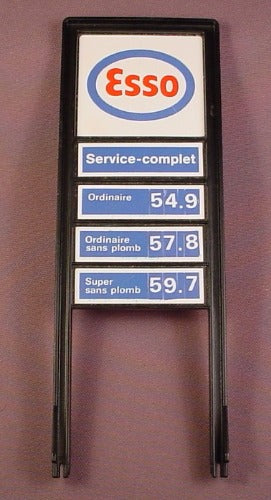 Esso
Service-complet
Ordinaire 54.9
Ordinaire
sans plomb 57.8
Super
sans plomb 59.7